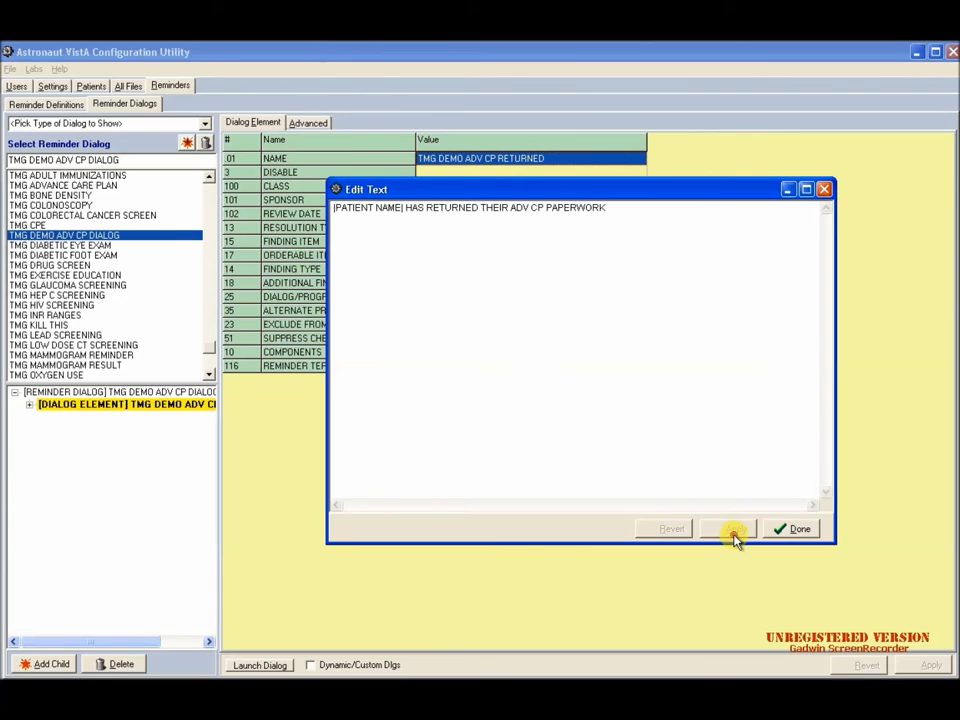 Astronaut VistA Configuration Utility
File Labs Help
Users Settings Patients All Files Reminders
Reminder Definitions Reminder Dialogs
<Pick Type of Dialog to Show>
Select Reminder Dialog
TMG DEMO ADV CP DIALOG
TMG ADULT IMMUNIZATIONS
TMG ADVANCE CARE PLAN
TMG BONE DENSITY
TMG COLONOSCOPY
TMG COLORECTAL CANCER SCREEN
TMG CPE
TMG DEMO ADV CP DIALOG
TMG DIABETIC EYE EXAM
TMG DIABETIC FOOT EXAM
TMG DRUG SCREEN
TMG EXERCISE EDUCATION
TMG GLAUCOMA SCREENING
TMG HEP C SCREENING
TMG HIV SCREENING
TMG INR RANGES
TMG KILL THIS
TMG LEAD SCREENING
TMG LOW DOSE CT SCREENING
TMG MAMMOGRAM REMINDER
TMG MAMMOGRAM RESULT
TMG OXYGEN USE
[REMINDER DIALOG] TMG DEMO ADV CP DIALOG
[DIALOG ELEMENT] TMG DEMO ADV
Add Child Delete
Dialog Element Advanced
# Name Value
.01 NAME TMG DEMO ADV CP RETURNED
3 DISABLE
100 CLASS
101 SPONSOR
102 REVIEW DATE
13 RESOLUTION
15 FINDING ITEM
17 ORDERABLE
14 FINDING TYPE
18 ADDITIONAL
25
35 ALTERNATE
23 EXCLUDE FROM
51 SUPPRESS
10 COMPONENTS
116 REMINDER
Edit Text
|PATIENT NAME| HAS RETURNED THEIR ADV CP PAPERWORK
Revert Apply Done
Launch Dialog Dynamic/Custom Dlgs
Revert Apply
UNREGISTERED VERSION
Gadwin ScreenRecorder